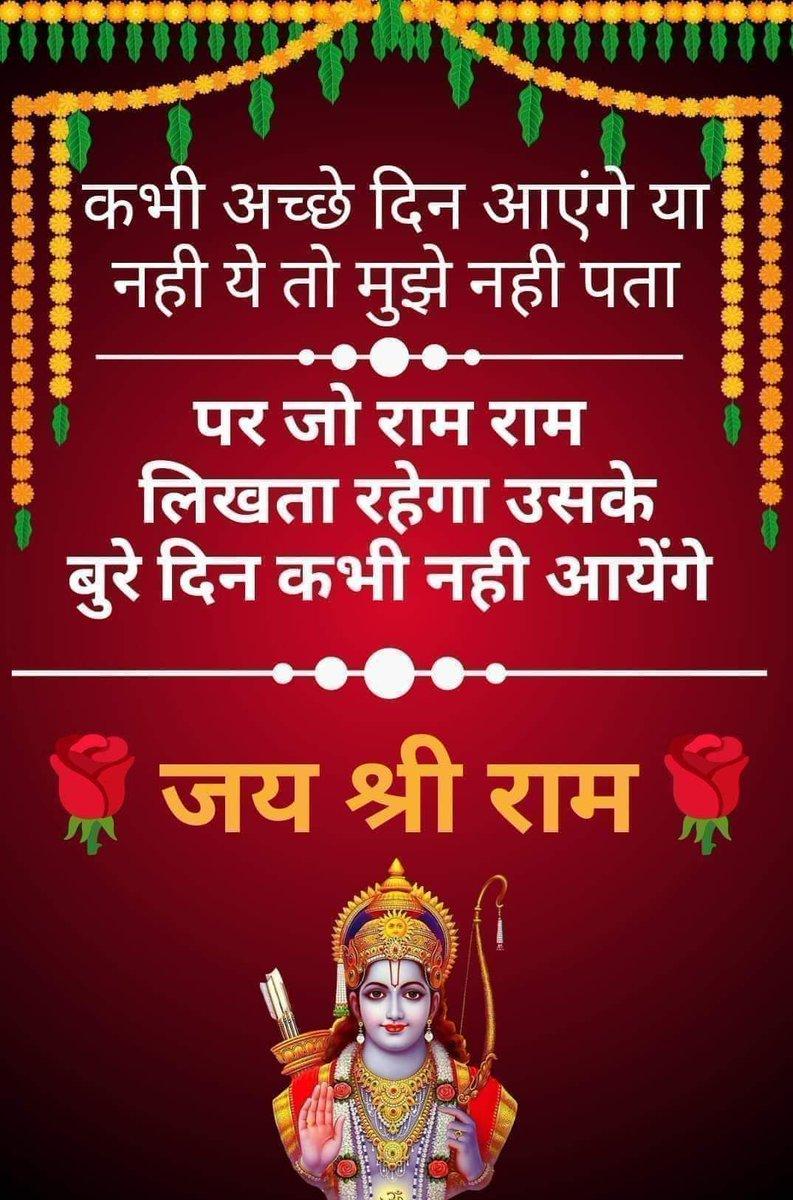 कभी अच्छे दिन आएंगे या
नही ये तो मुझे नही पता
पर जो राम राम
लिखता रहेगा उसके
बुरे दिन कभी नही आयेंगे
जय श्री राम
ॐ